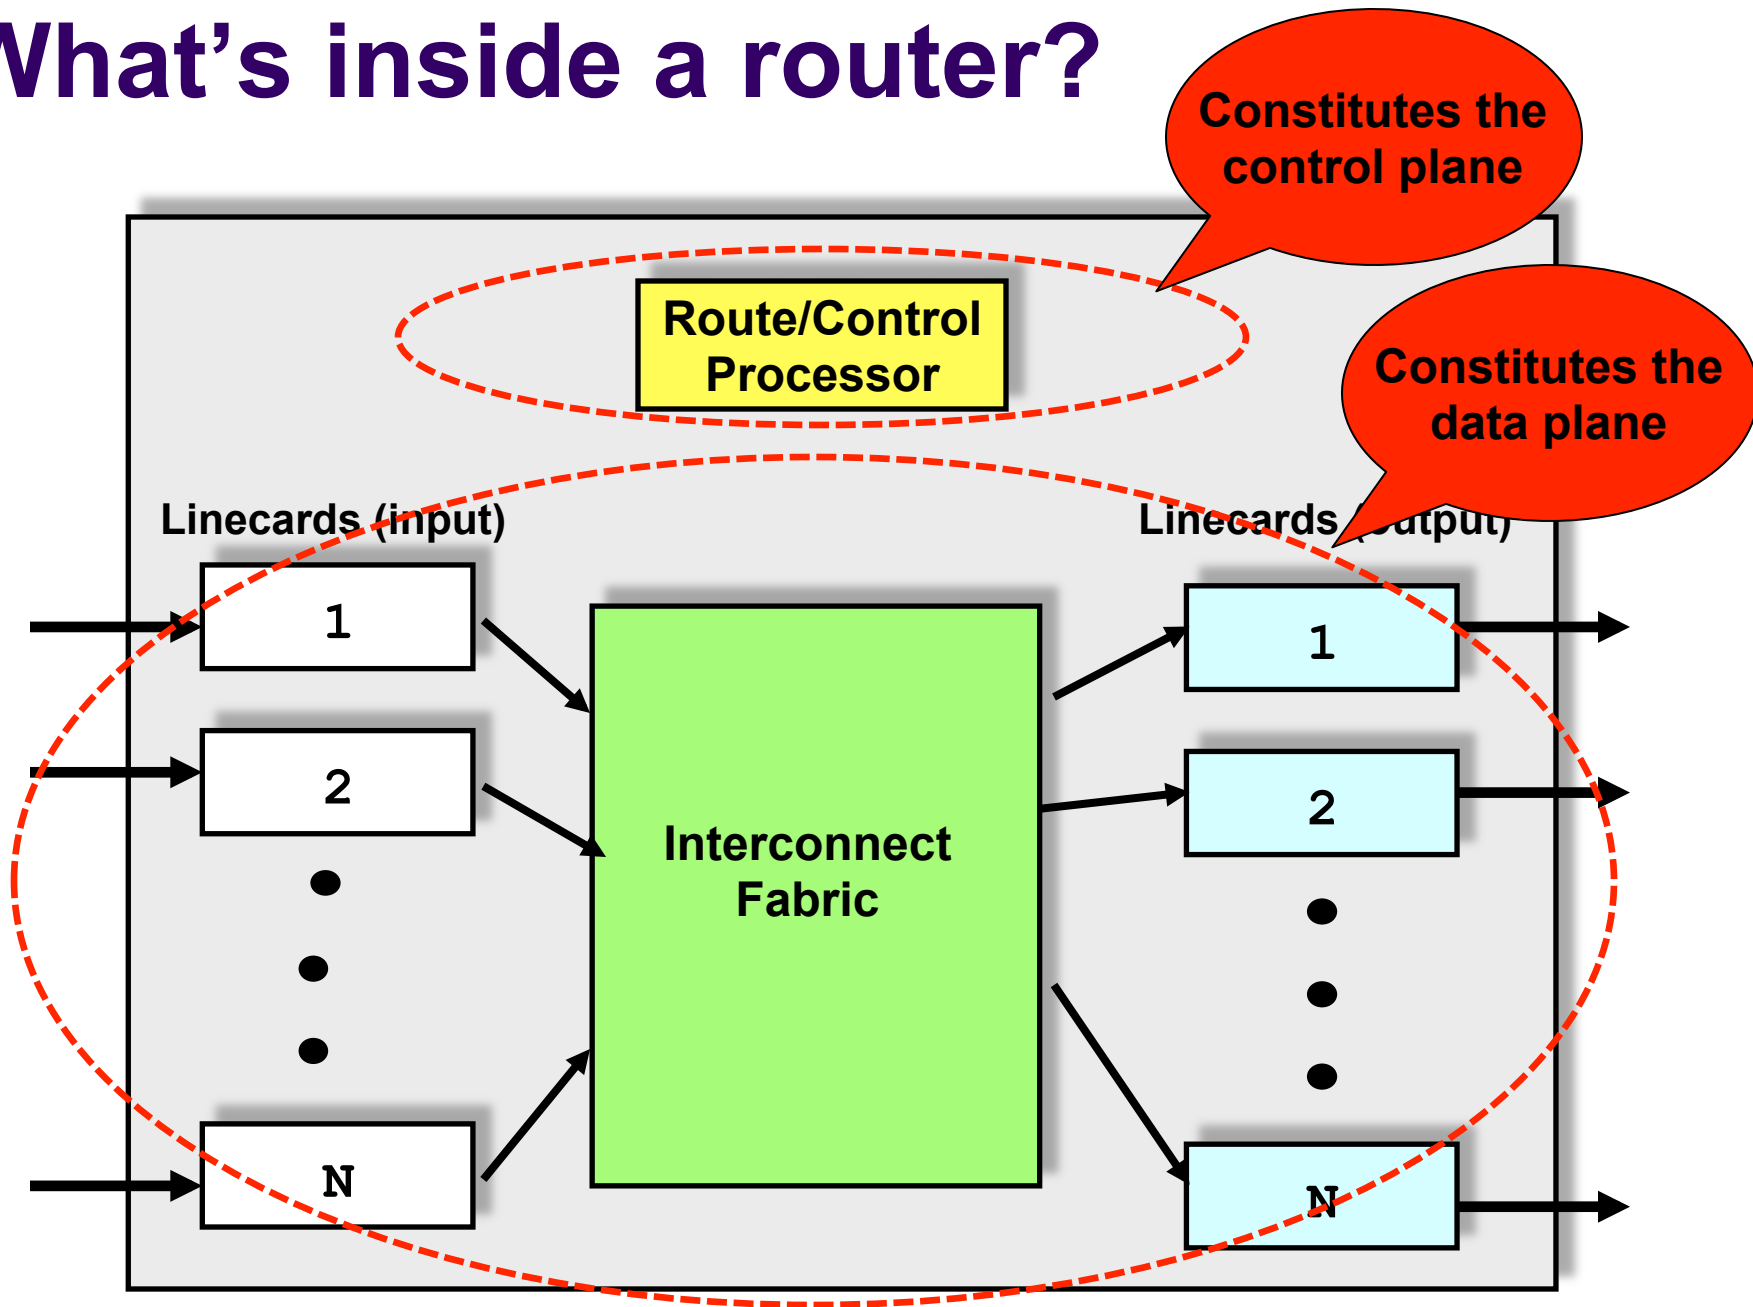 What's inside a router?
Constitutes the
control plane
Route/Control
Processor
Constitutes the
data plane
Linecards (input)
Linecards (output)
1
1
2
2
Interconnect
Fabric
N
N